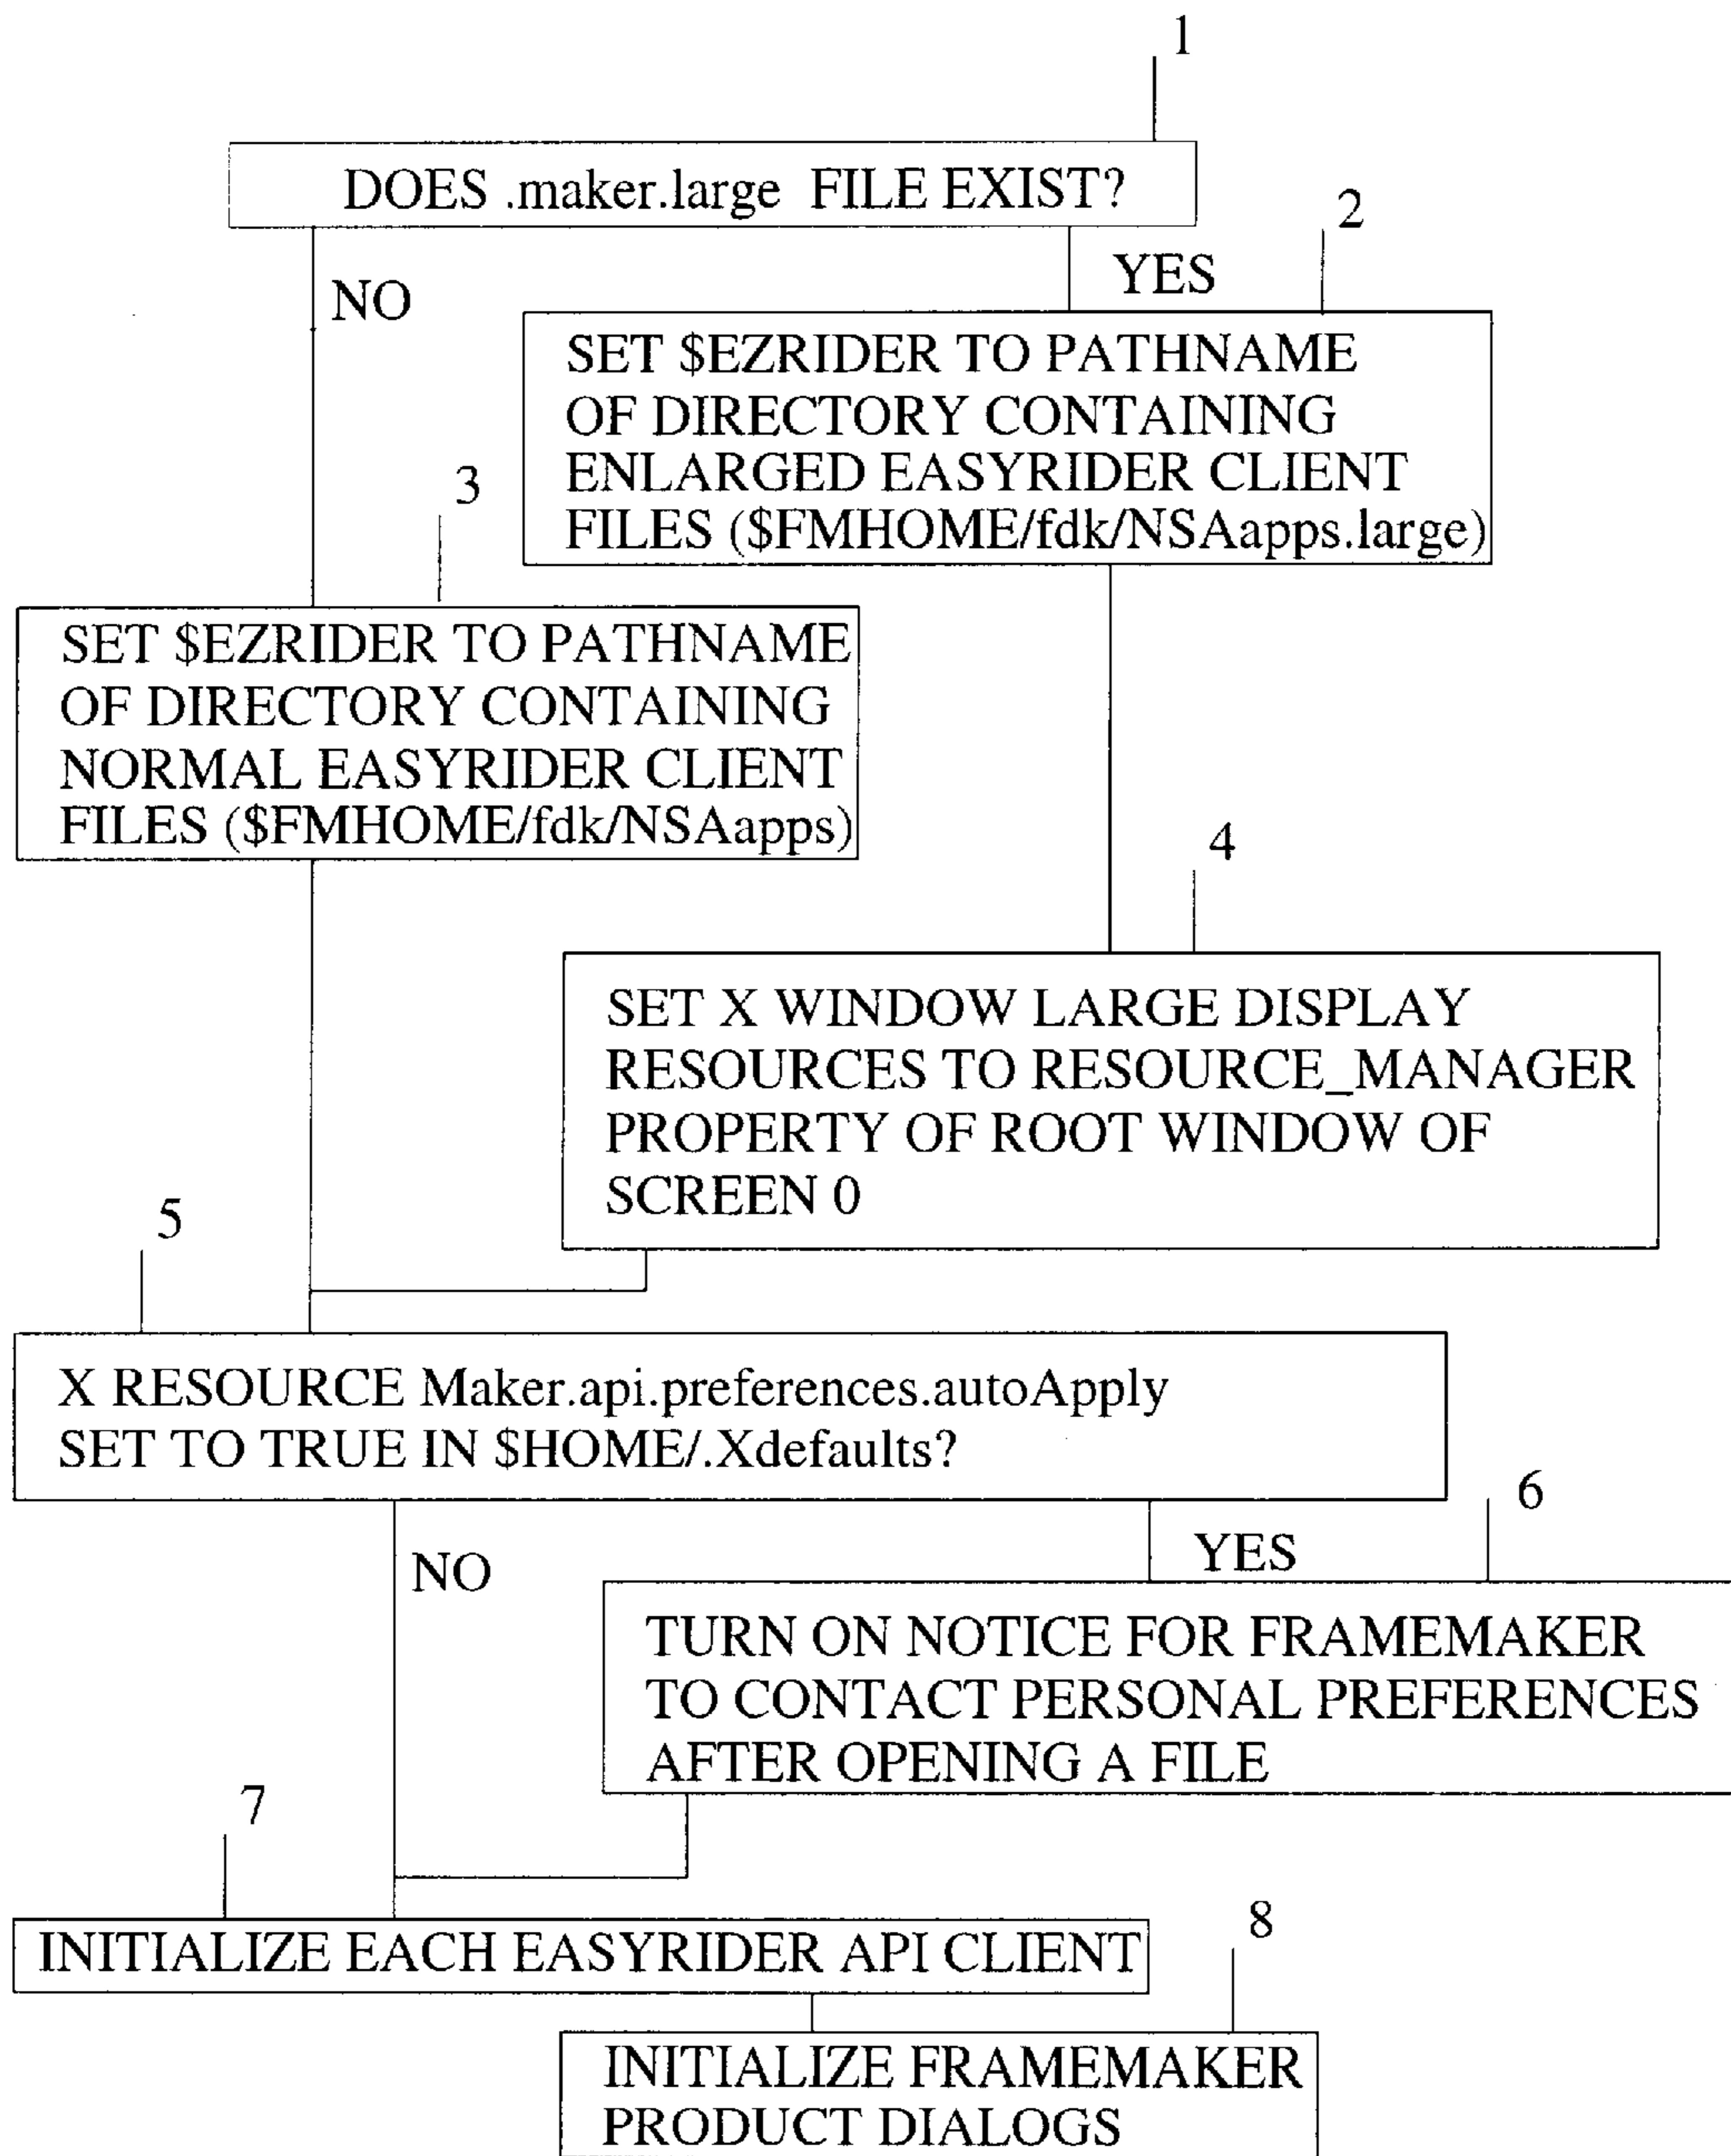 1
DOES .maker.large FILE EXIST?
2
NO
YES
SET $EZRIDER TO PATHNAME
OF DIRECTORY CONTAINING
ENLARGED EASYRIDER CLIENT
FILES ($FMHOME/fdk/NSAapps.large)
3
SET $EZRIDER TO PATHNAME
OF DIRECTORY CONTAINING
NORMAL EASYRIDER CLIENT
FILES ($FMHOME/fdk/NSAapps)
4
SET X WINDOW LARGE DISPLAY
RESOURCES TO RESOURCE_MANAGER
PROPERTY OF ROOT WINDOW OF
SCREEN 0
5
X RESOURCE Maker.api.preferences.autoApply
SET TO TRUE IN $HOME/.Xdefaults?
6
NO
YES
TURN ON NOTICE FOR FRAMEMAKER
TO CONTACT PERSONAL PREFERENCES
AFTER OPENING A FILE
7
INITIALIZE EACH EASYRIDER API CLIENT
8
INITIALIZE FRAMEMAKER
PRODUCT DIALOGS